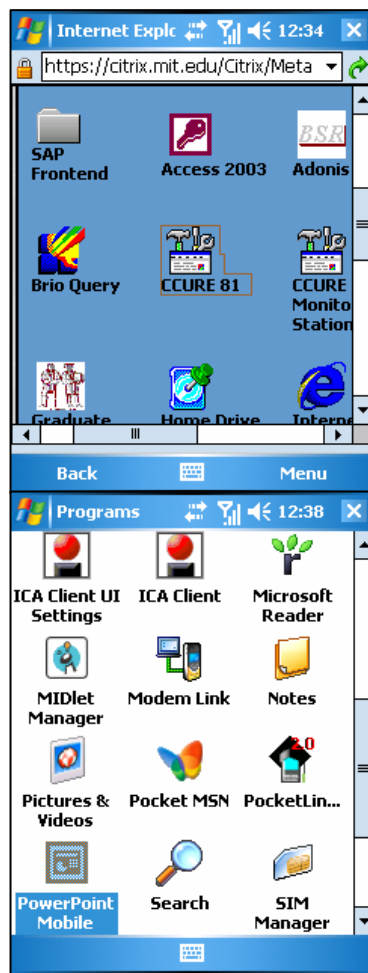 Internet Explc 12:34
https://citrix.mit.edu/Citrix/Meta
BSR
SAP Frontend
Access 2003
Adonis
Brio Query
CCURE 81
CCURE Monito Station
Graduate
Home Drive
Interne
Back Menu
Programs 12:38
ICA Client UI Settings
ICA Client
Microsoft Reader
MIDlet Manager
Modem Link
Notes
Pictures & Videos
Pocket MSN
2.0
PocketLin...
PowerPoint Mobile
Search
SIM Manager